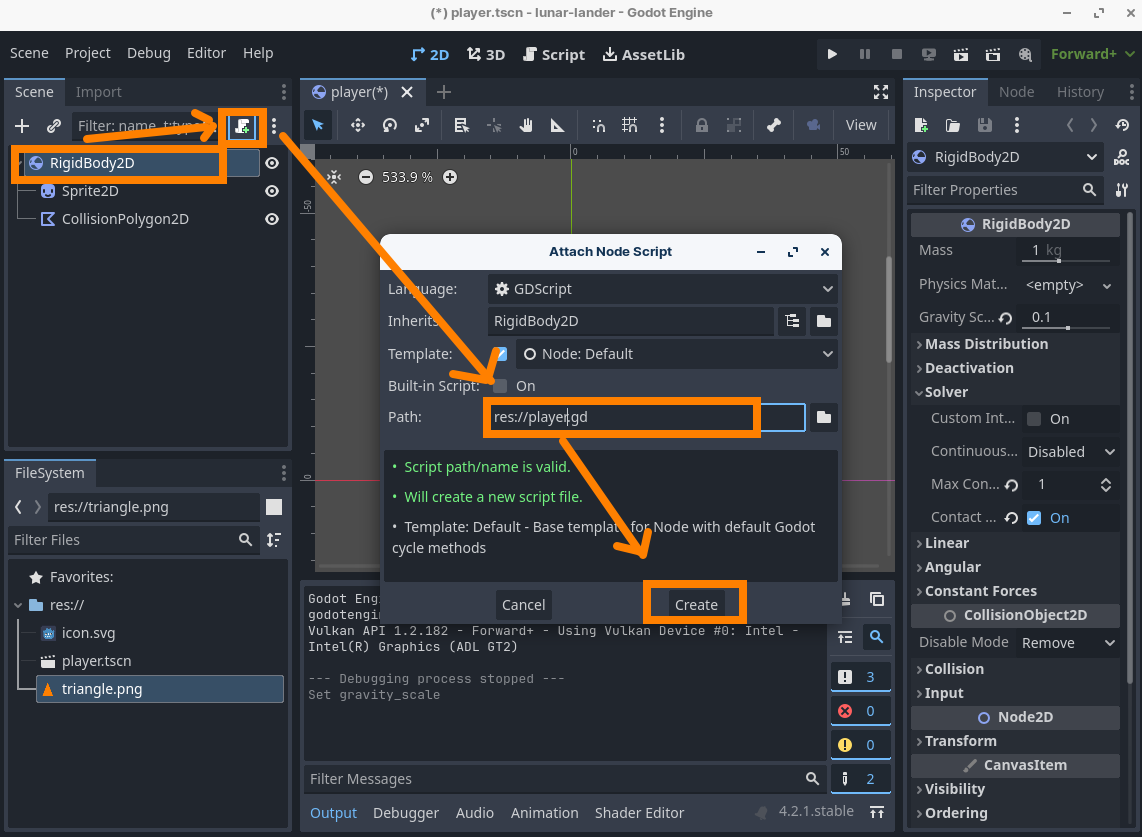 (*) player.tscn - lunar-lander - Godot Engine
Scene Project Debug Editor Help
2D 3D Script AssetLib
Forward+
Scene Import
Filter: name, t:type
RigidBody2D
Sprite2D
CollisionPolygon2D
FileSystem
res://triangle.png
Filter Files
Favorites:
res://
icon.svg
player.tscn
triangle.png
player(*)
View
0
50
533.9 %
-50
0
Attach Node Script
Language: GDScript
Inherits RigidBody2D
Template: Node: Default
Built-in Script: On
Path: res://player.gd
• Script path/name is valid.
• Will create a new script file.
• Template: Default - Base template for Node with default Godot
cycle methods
Cancel Create
Godot Eng
godotengin
Vulkan API 1.2.182 - Forward+ - Using Vulkan Device #0: Intel -
Intel(R) Graphics (ADL GT2)
--- Debugging process stopped ---
Set gravity_scale
3
0
0
2
Filter Messages
Output Debugger Audio Animation Shader Editor
4.2.1.stable
Inspector Node History
RigidBody2D
Filter Properties
RigidBody2D
Mass 1 kg
Physics Mat... <empty>
Gravity Sc... 0.1
Mass Distribution
Deactivation
Solver
Custom Int... On
Continuous... Disabled
Max Con... 1
Contact ... On
Linear
Angular
Constant Forces
CollisionObject2D
Disable Mode Remove
Collision
Input
Node2D
Transform
CanvasItem
Visibility
Ordering